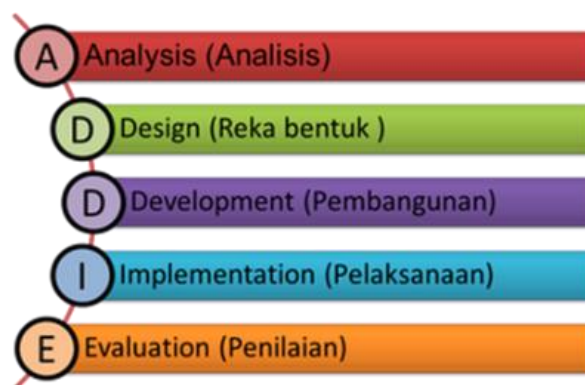 A Analysis (Analisis)
D Design (Reka bentuk )
D Development (Pembangunan)
I Implementation (Pelaksanaan)
E Evaluation (Penilaian)